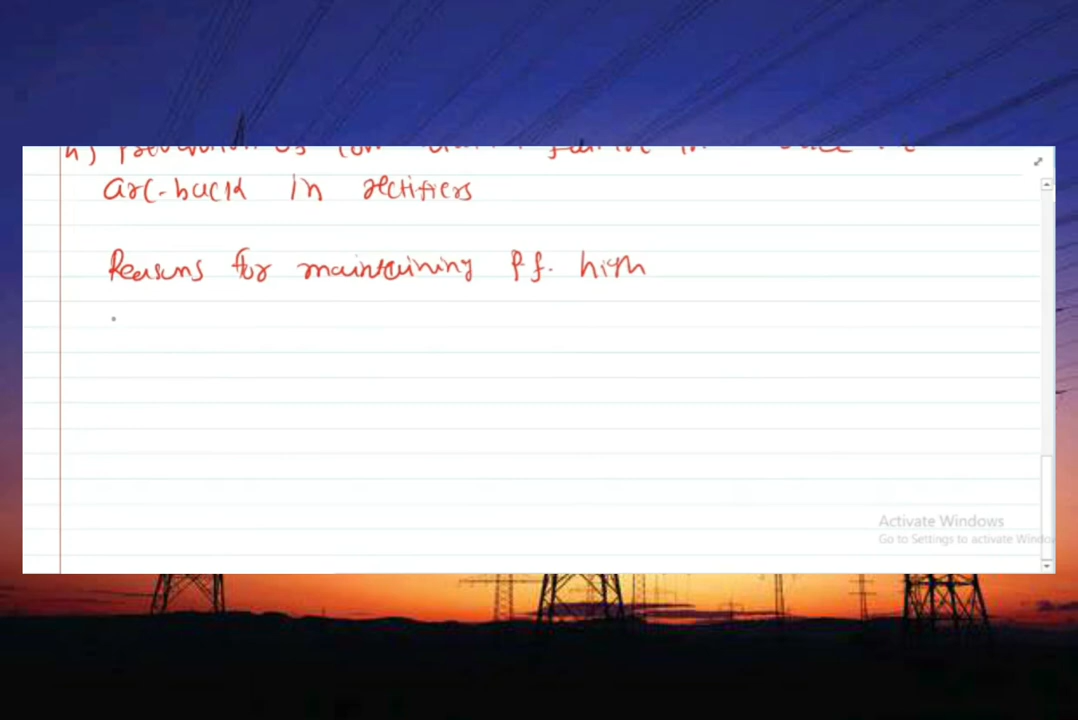 arc-back in rectifiers
Reasons for maintaining P.f. high
Activate Windows
Go to Settings to activate Windo